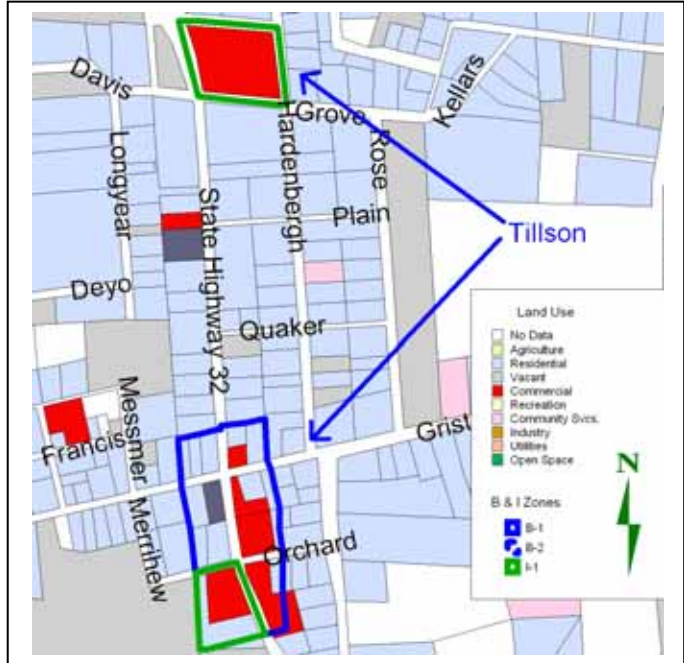 Davis
Longyear
State Highway 32
Hardenbergh
Grove
Rose
Kellars
Plain
Tillson
Deyo
Quaker
Messmer
Francis
Merrihew
Grist
Orchard
Land Use
No Data
Agriculture
Residential
Vacant
Commercial
Recreation
Community Svcs.
Industry
Utilities
Open Space
N
B & I Zones
B-1
B-2
I-1